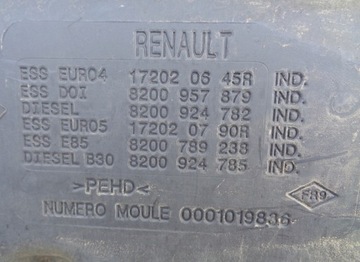 RENAULT
ESS EURO4 17202 06 45R IND.
ESS DOI 8200 957 879 IND.
DIESEL 8200 924 782 IND.
ESS EURO5 17202 07 90R IND.
ESS E85 8200 789 238 IND.
DIESEL B30 8200 924 785 IND.
>PEHD<
F89
NUMERO MOULE 0001019836